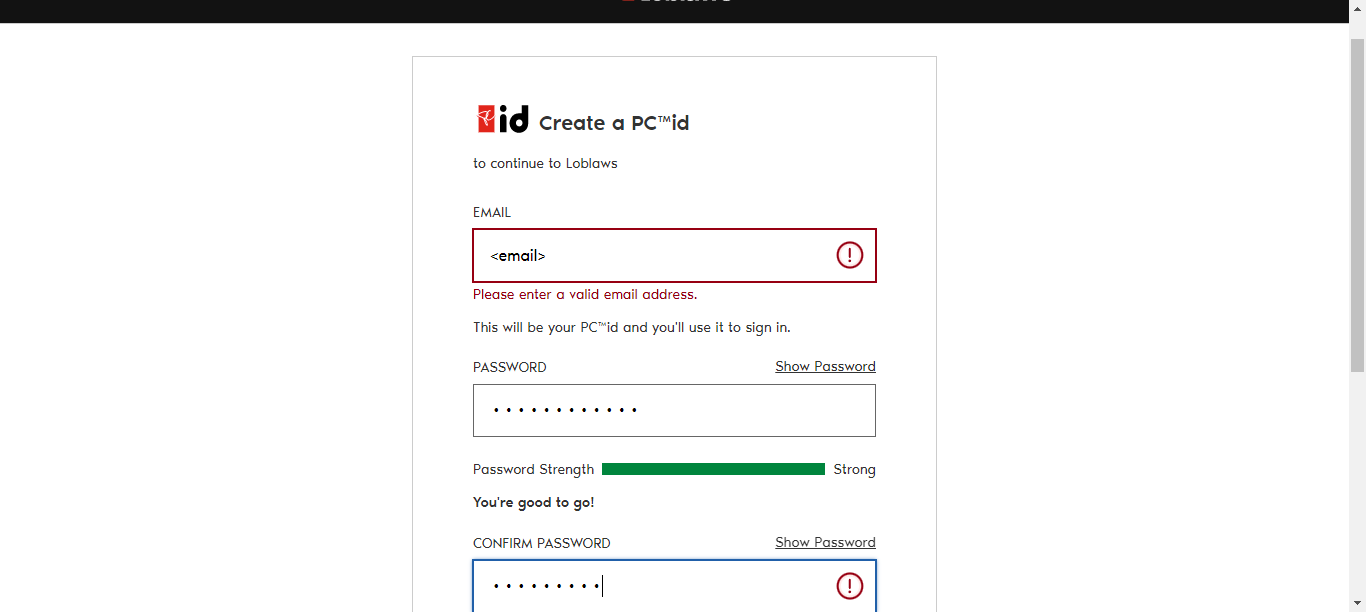 id Create a PC™id
to continue to Loblaws
EMAIL
<email>
Please enter a valid email address.
This will be your PC™id and you'll use it to sign in.
PASSWORD Show Password
••••••••••••
Password Strength Strong
You're good to go!
CONFIRM PASSWORD Show Password
•••••••••